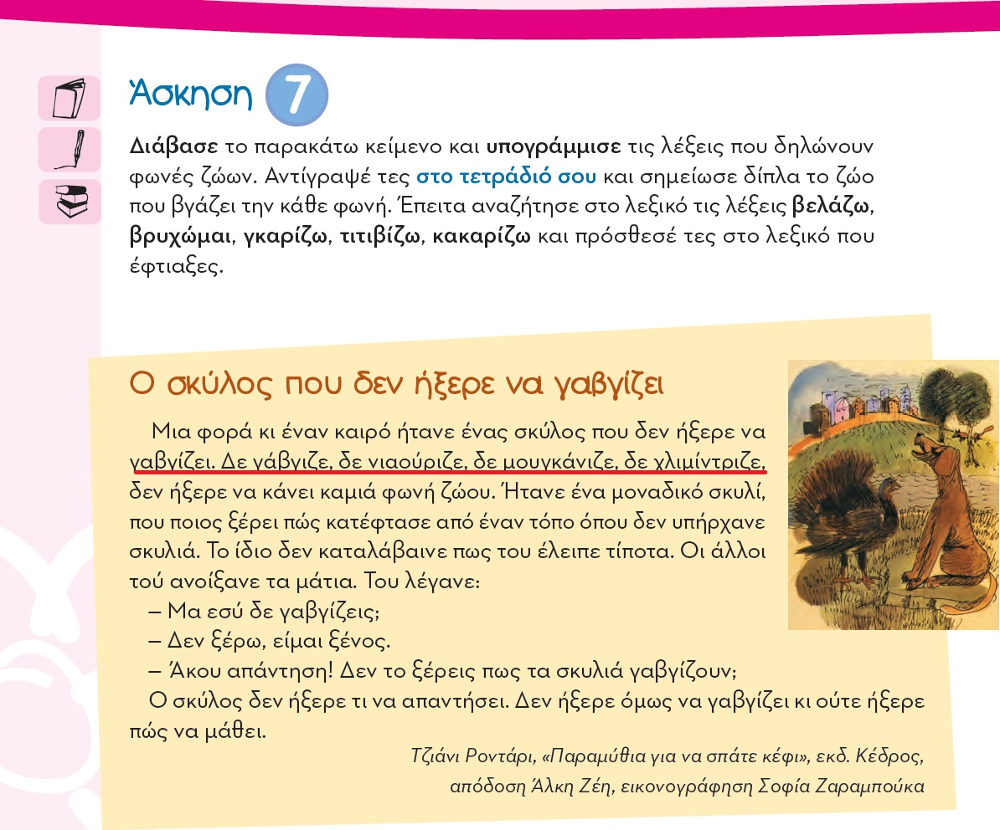 Άσκηση 7
Διάβασε το παρακάτω κείμενο και υπογράμμισε τις λέξεις που δηλώνουν
φωνές ζώων. Αντίγραψέ τες στο τετράδιό σου και σημείωσε δίπλα το ζώο
που βγάζει την κάθε φωνή. Έπειτα αναζήτησε στο λεξικό τις λέξεις βελάζω,
βρυχώμαι, γκαρίζω, τιτιβίζω, κακαρίζω και πρόσθεσέ τες στο λεξικό που
έφτιαξες.
Ο σκύλος που δεν ήξερε να γαβγίζει
Μια φορά κι έναν καιρό ήτανε ένας σκύλος που δεν ήξερε να
γαβγίζει. Δε γάβγιζε, δε νιαούριζε, δε μουγκάνιζε, δε χλιμίντριζε,
δεν ήξερε να κάνει καμιά φωνή ζώου. Ήτανε ένα μοναδικό σκυλί,
που ποιος ξέρει πώς κατέφτασε από έναν τόπο όπου δεν υπήρχανε
σκυλιά. Το ίδιο δεν καταλάβαινε πως του έλειπε τίποτα. Οι άλλοι
τού ανοίξανε τα μάτια. Του λέγανε:
– Μα εσύ δε γαβγίζεις;
– Δεν ξέρω, είμαι ξένος.
– Άκου απάντηση! Δεν το ξέρεις πως τα σκυλιά γαβγίζουν;
Ο σκύλος δεν ήξερε τι να απαντήσει. Δεν ήξερε όμως να γαβγίζει κι ούτε ήξερε
πώς να μάθει.
Τζιάνι Ροντάρι, «Παραμύθια για να σπάτε κέφι», εκδ. Κέδρος,
απόδοση Άλκη Ζέη, εικονογράφηση Σοφία Ζαραμπούκα